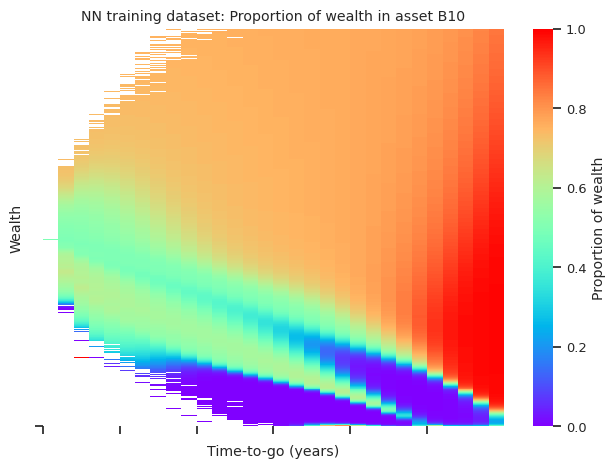 NN training dataset: Proportion of wealth in asset B10
Wealth
Time-to-go (years)
1.0
0.8
0.6
0.4
0.2
0.0
Proportion of wealth